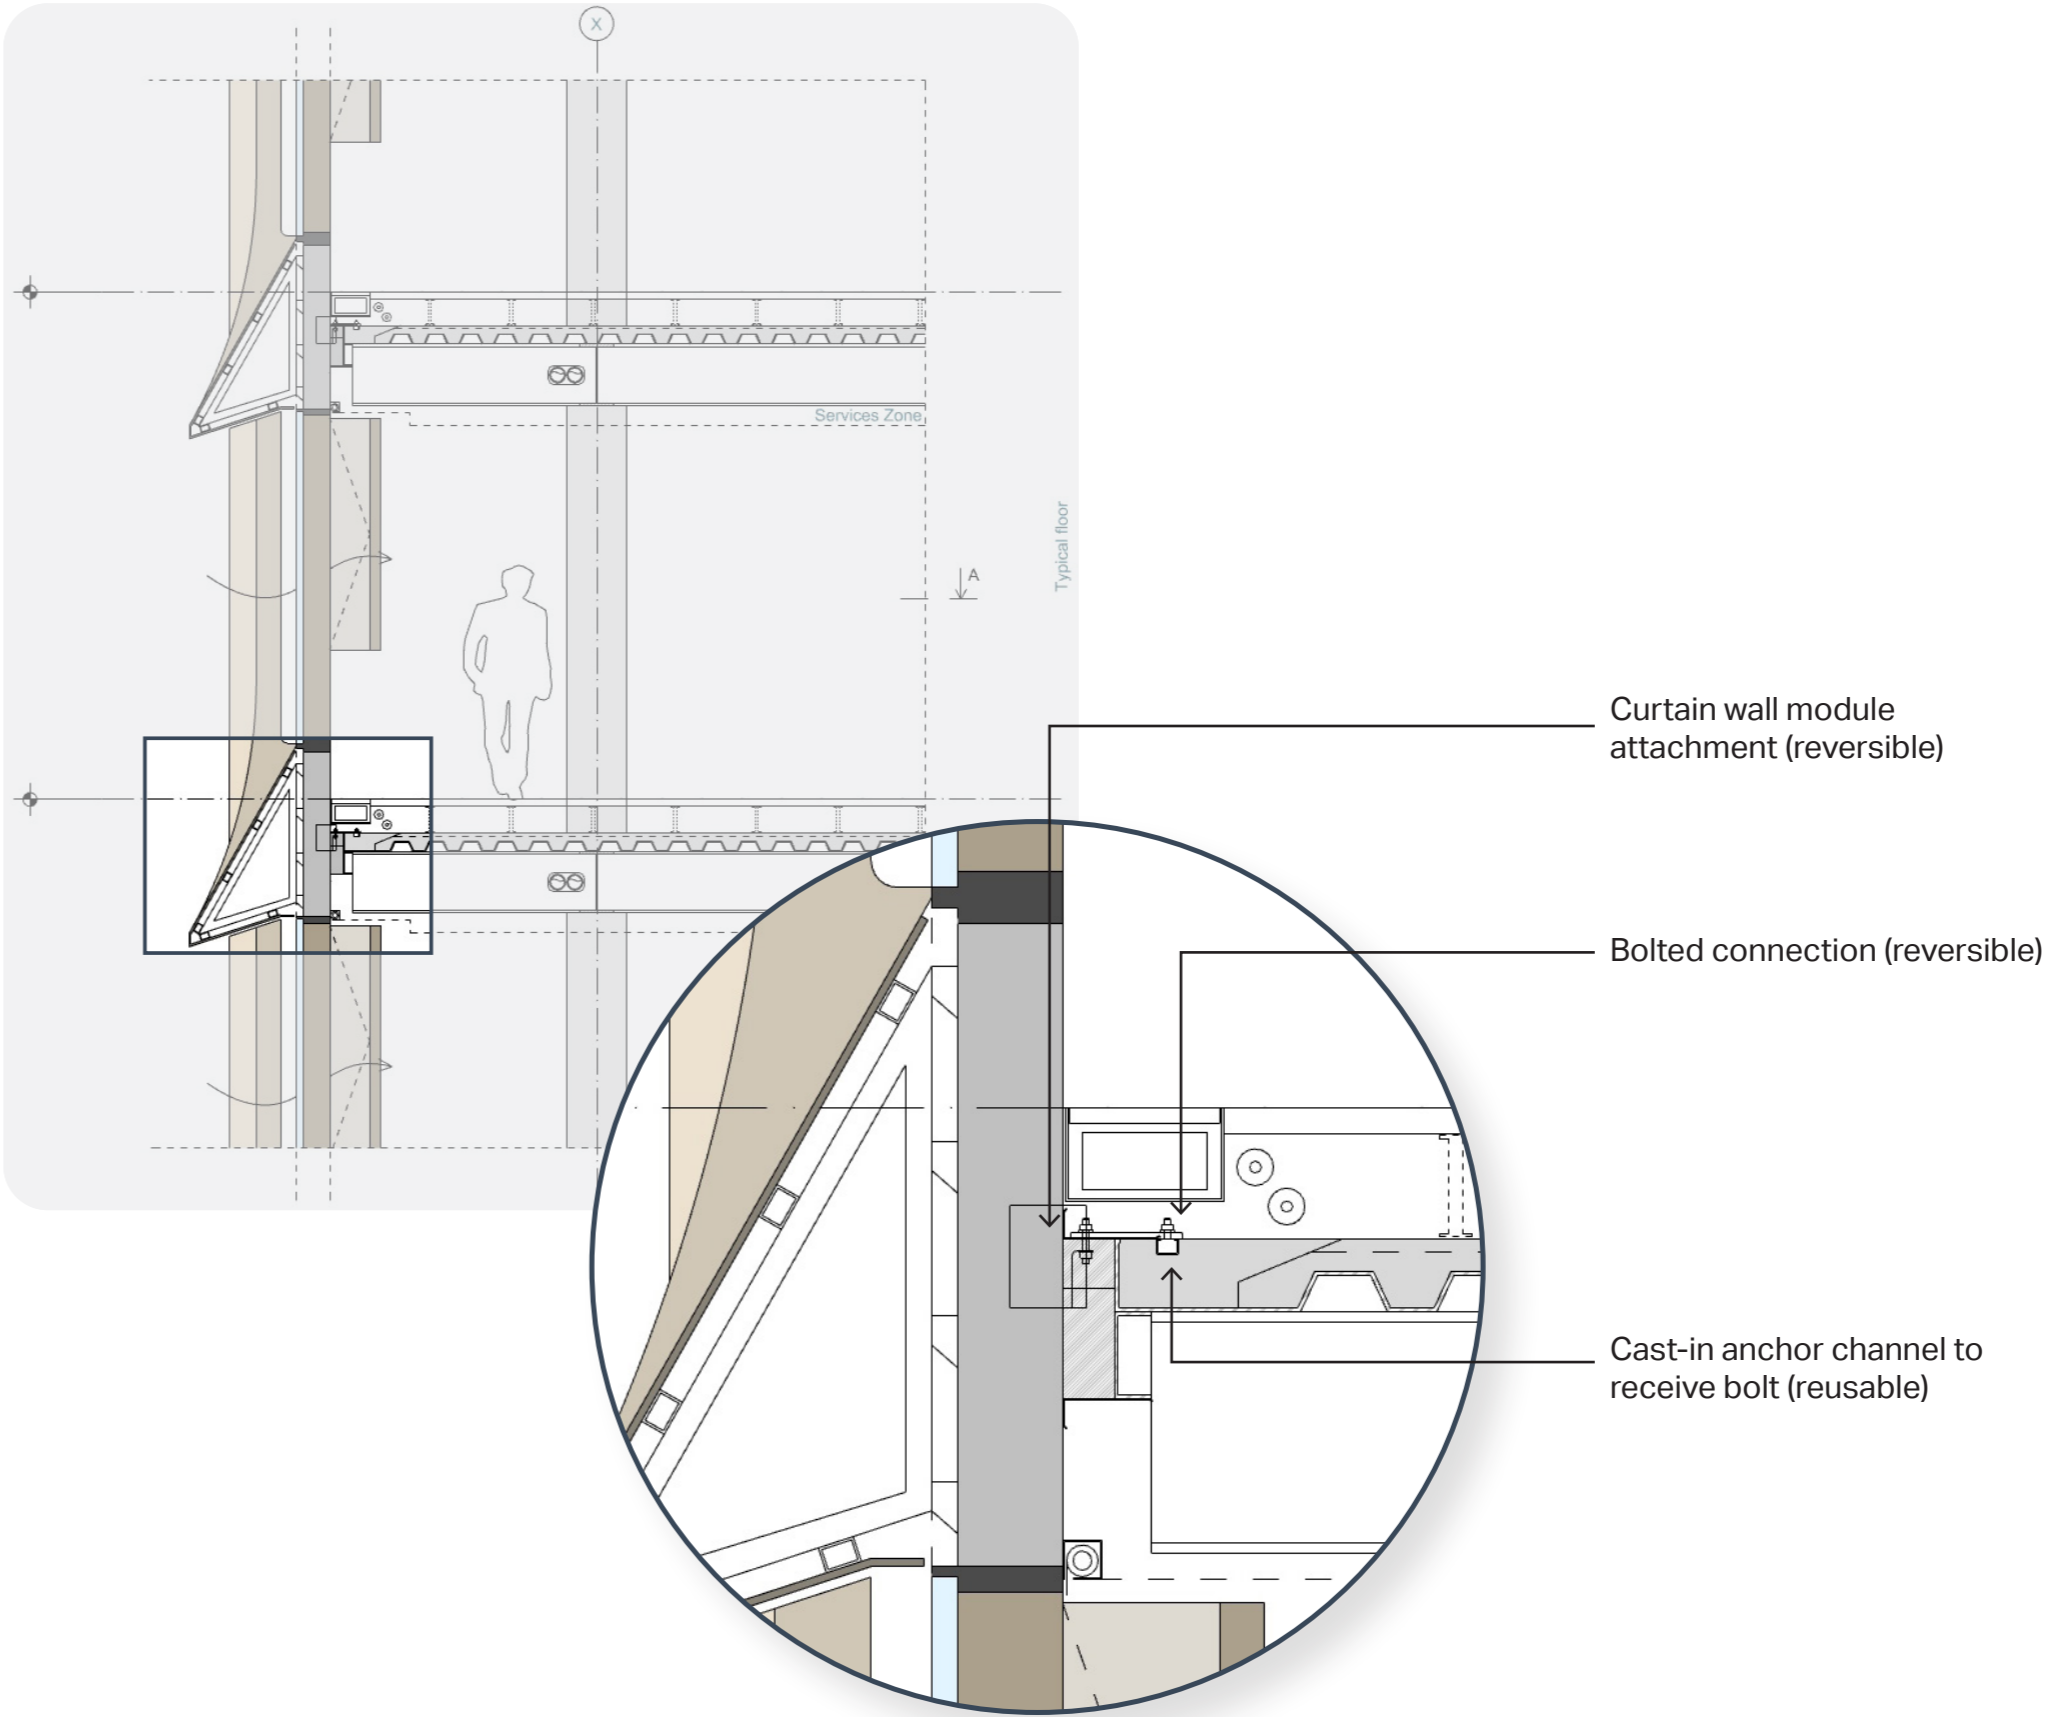 X
Services Zone
Typical floor
A
Curtain wall module
attachment (reversible)
Bolted connection (reversible)
Cast-in anchor channel to
receive bolt (reusable)